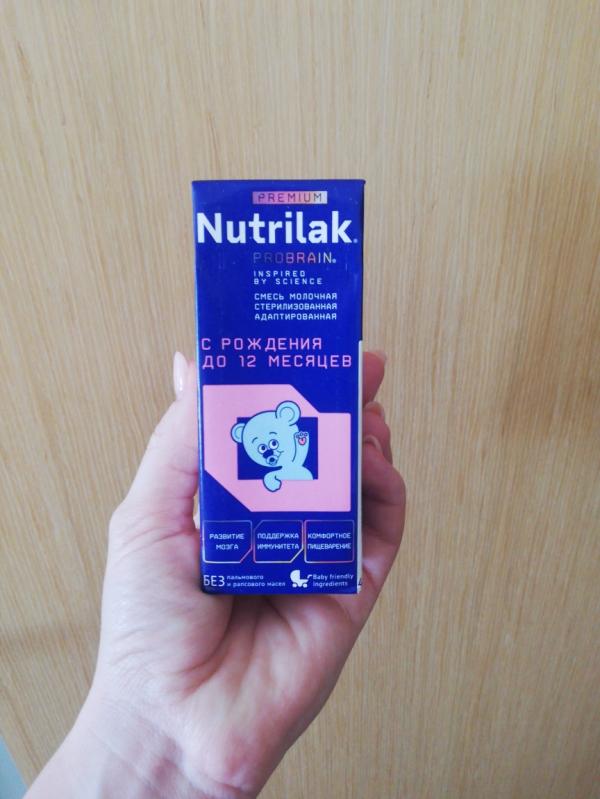 PREMIUM
Nutrilak®
PROBRAIN®
INSPIRED
BY SCIENCE
СМЕСЬ МОЛОЧНАЯ
СТЕРИЛИЗОВАННАЯ
АДАПТИРОВАННАЯ
С РОЖДЕНИЯ
ДО 12 МЕСЯЦЕВ
РАЗВИТИЕ
МОЗГА
ПОДДЕРЖКА
ИММУНИТЕТА
КОМФОРТНОЕ
ПИЩЕВАРЕНИЕ
БЕЗ пальмового
и рапсового масел
Baby friendly
ingredients